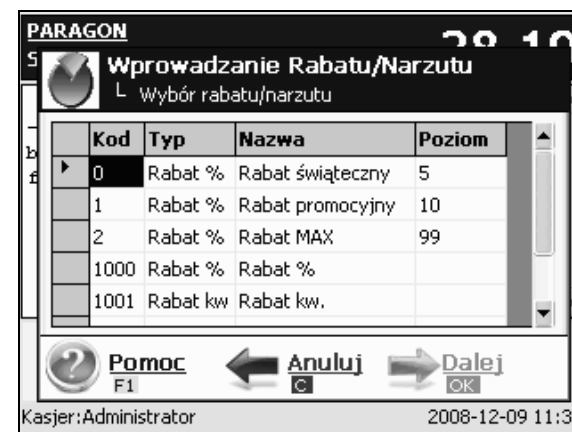 PARAGON
Wprowadzanie Rabatu/Narzutu
Wybór rabatu/narzutu
Kod Typ Nazwa Poziom
0 Rabat % Rabat świąteczny 5
1 Rabat % Rabat promocyjny 10
2 Rabat % Rabat MAX 99
1000 Rabat % Rabat %
1001 Rabat kw Rabat kw.
Pomoc Anuluj Dalej
F1 C OK
Kasjer:Administrator 2008-12-09 11:3